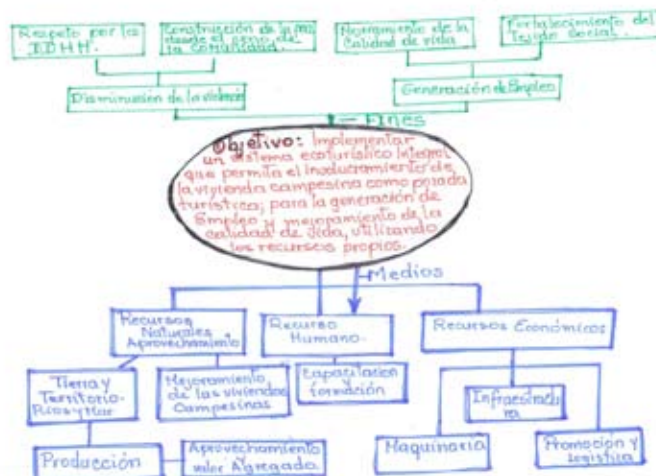 Respeto por los
DDHH.
Construcción de la paz
desde el seno de
la Comunidad.
Mejoramiento de la
Calidad de vida
Fortalecimiento del
Tejido Social.
Disminución de la violencia
Generación de Empleo
Fines
Objetivo: Implementar
un sistema ecoturístico Integral
que permita el involucramiento de
la vivienda campesina como posada
turística; para la generación de
Empleo y mejoramiento de la
calidad de vida, utilizando
los recursos propios.
Medios
Recursos
Naturales
Aprovechamiento
Recurso
Humano.
Recursos Económicos
Tierra y
Territorio-
Ríos y Mar
Mejoramiento
de las viviendas
Campesinas
Capacitación
y
formación
Infraestructu
ra
Producción
Aprovechamiento
valor Agregado.
Maquinaria
Promoción y
Logística